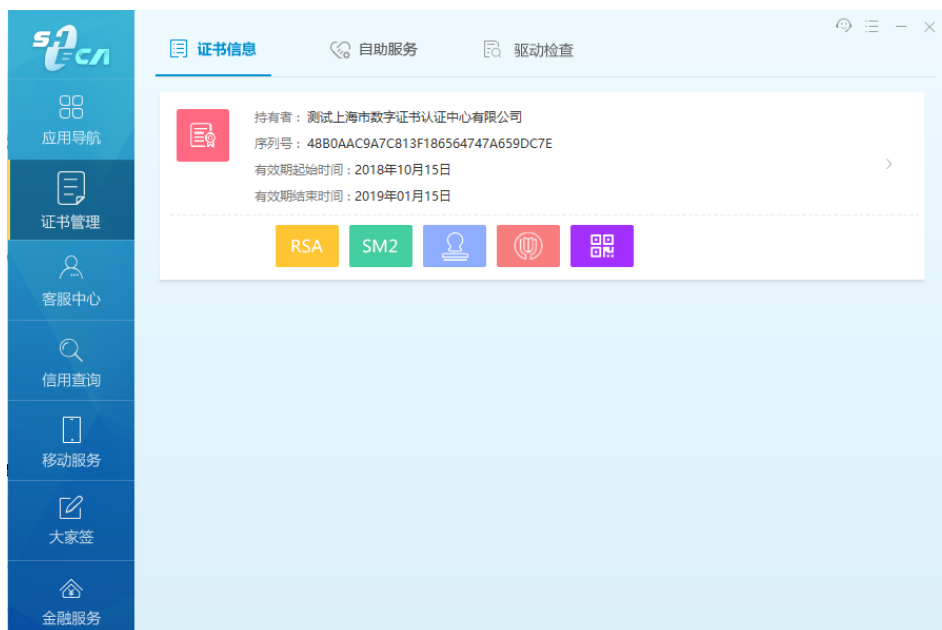 SheCA
证书信息
自助服务
驱动检查
应用导航
证书管理
客服中心
信用查询
移动服务
大家签
金融服务
持有者：测试上海市数字证书认证中心有限公司
序列号：48B0AAC9A7C813F186564747A659DC7E
有效期起始时间：2018年10月15日
有效期结束时间：2019年01月15日
RSA
SM2